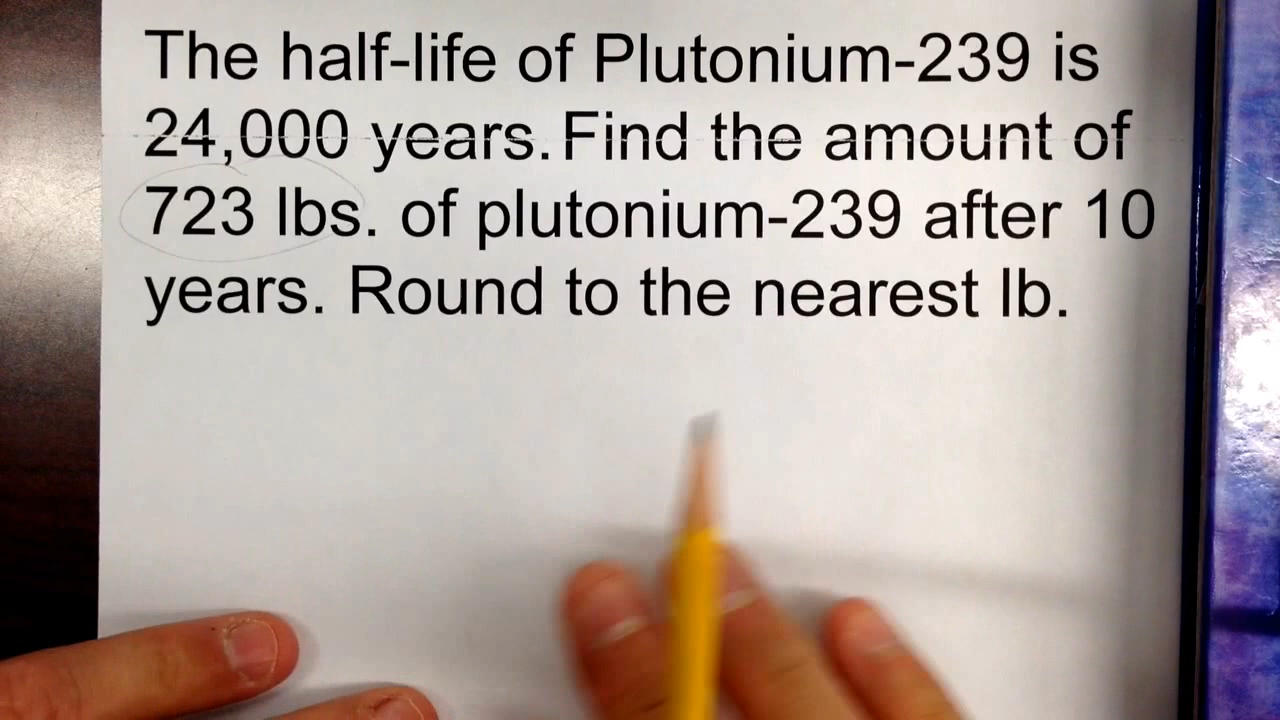 The half-life of Plutonium-239 is
24,000 years. Find the amount of
723 lbs. of plutonium-239 after 10
years. Round to the nearest lb.